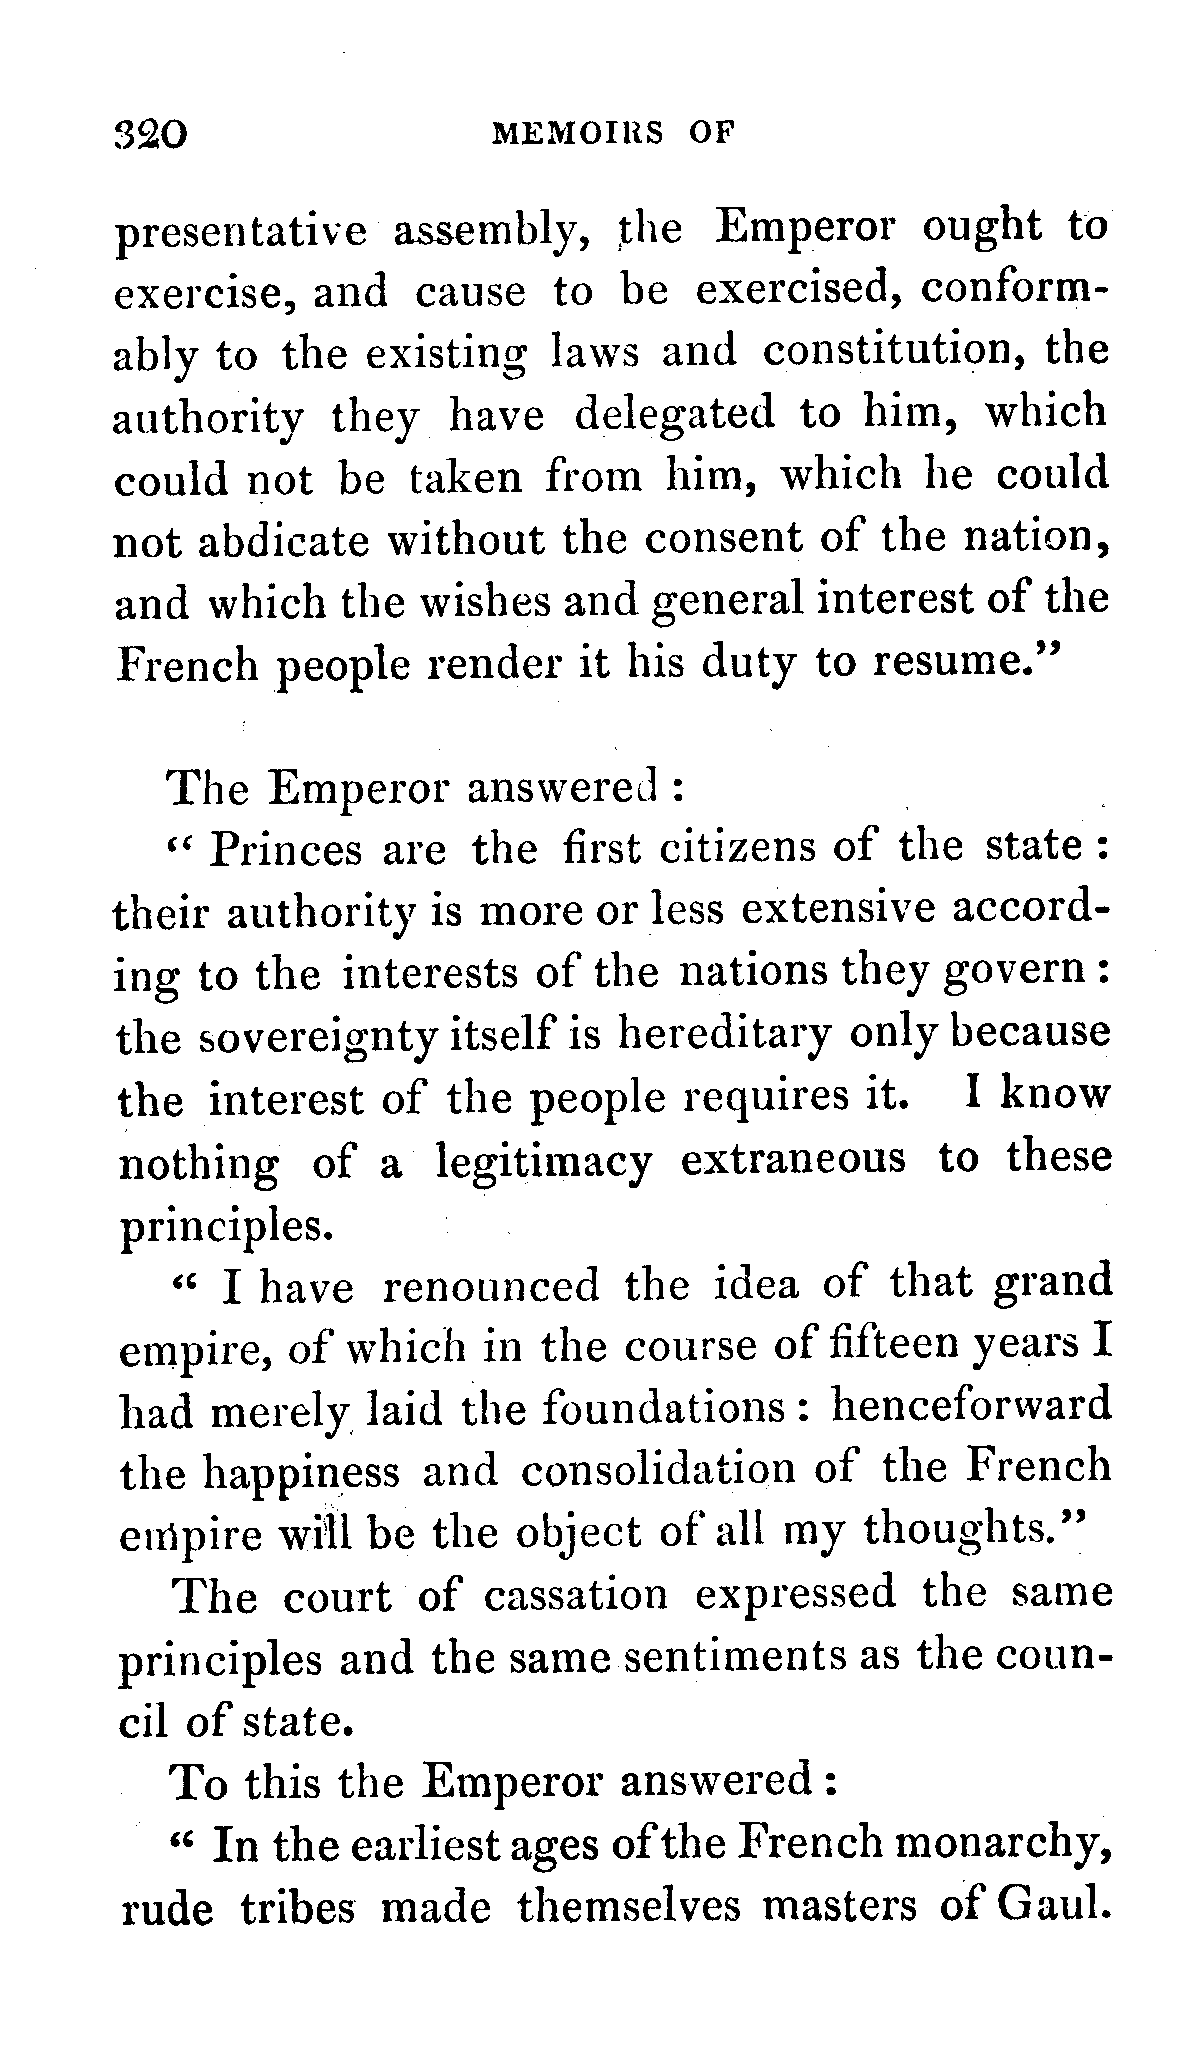 320 MEMOIRS OF
presentative assembly, the Emperor ought to
exercise, and cause to be exercised, conform-
ably to the existing laws and constitution, the
authority they have delegated to him, which
could not be taken from him, which he could
not abdicate without the consent of the nation,
and which the wishes and general interest of the
French people render it his duty to resume.”
The Emperor answered :
“ Princes are the first citizens of the state :
their authority is more or less extensive accord-
ing to the interests of the nations they govern :
the sovereignty itself is hereditary only because
the interest of the people requires it. I know
nothing of a legitimacy extraneous to these
principles.
“ I have renounced the idea of that grand
empire, of which in the course of fifteen years I
had merely laid the foundations : henceforward
the happiness and consolidation of the French
empire will be the object of all my thoughts.”
The court of cassation expressed the same
principles and the same sentiments as the coun-
cil of state.
To this the Emperor answered :
“ In the earliest ages of the French monarchy,
rude tribes made themselves masters of Gaul.